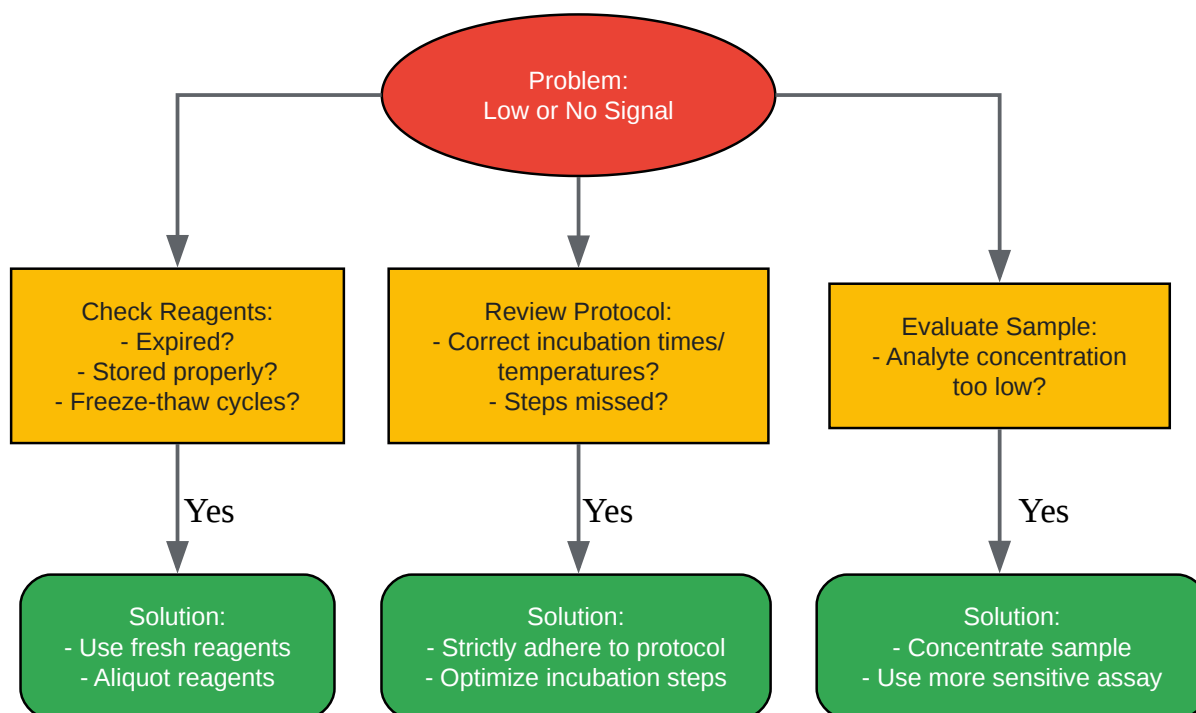 Problem:
Low or No Signal
Check Reagents:
- Expired?
- Stored properly?
- Freeze-thaw cycles?
Review Protocol:
- Correct incubation times/
temperatures?
- Steps missed?
Evaluate Sample:
- Analyte concentration
too low?
Yes
Yes
Yes
Solution:
- Use fresh reagents
- Aliquot reagents
Solution:
- Strictly adhere to protocol
- Optimize incubation steps
Solution:
- Concentrate sample
- Use more sensitive assay